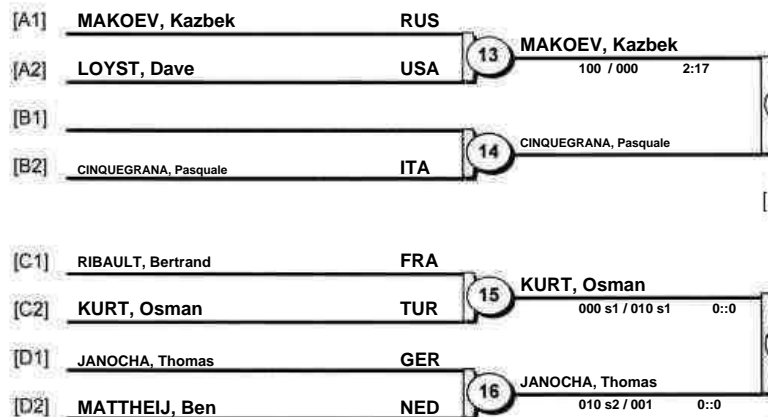 [A1] MAKOEV, Kazbek RUS
13 MAKOEV, Kazbek
[A2] LOYST, Dave USA
100 / 000 2:17
[B1]
14 CINQUEGRANA, Pasquale
[B2] CINQUEGRANA, Pasquale ITA
[
[C1] RIBAULT, Bertrand FRA
15 KURT, Osman
[C2] KURT, Osman TUR
000 s1 / 010 s1 0::0
[D1] JANOCHA, Thomas GER
16 JANOCHA, Thomas
[D2] MATTHEIJ, Ben NED
010 s2 / 001 0::0